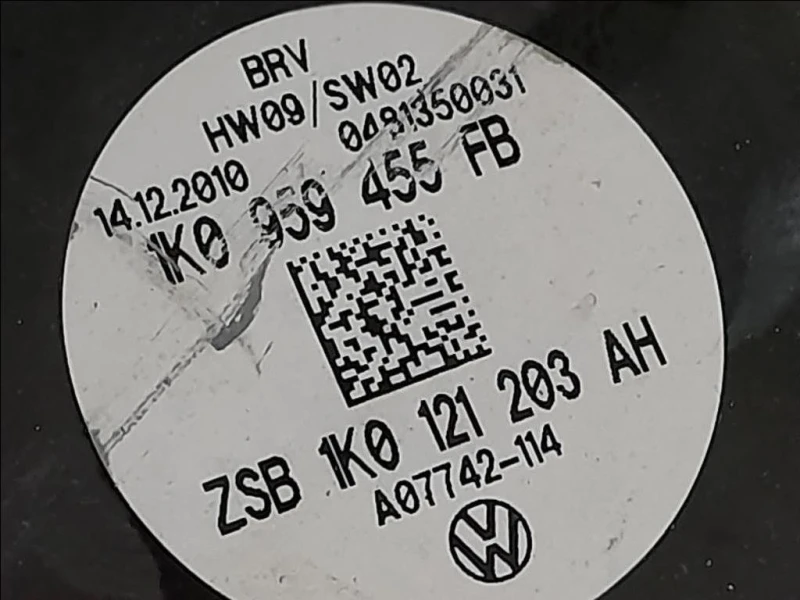 BRV
HW09/SW02
14.12.2010 0481350031
1K0 959 455 FB
ZSB 1K0 121 203 AH
A07742-114